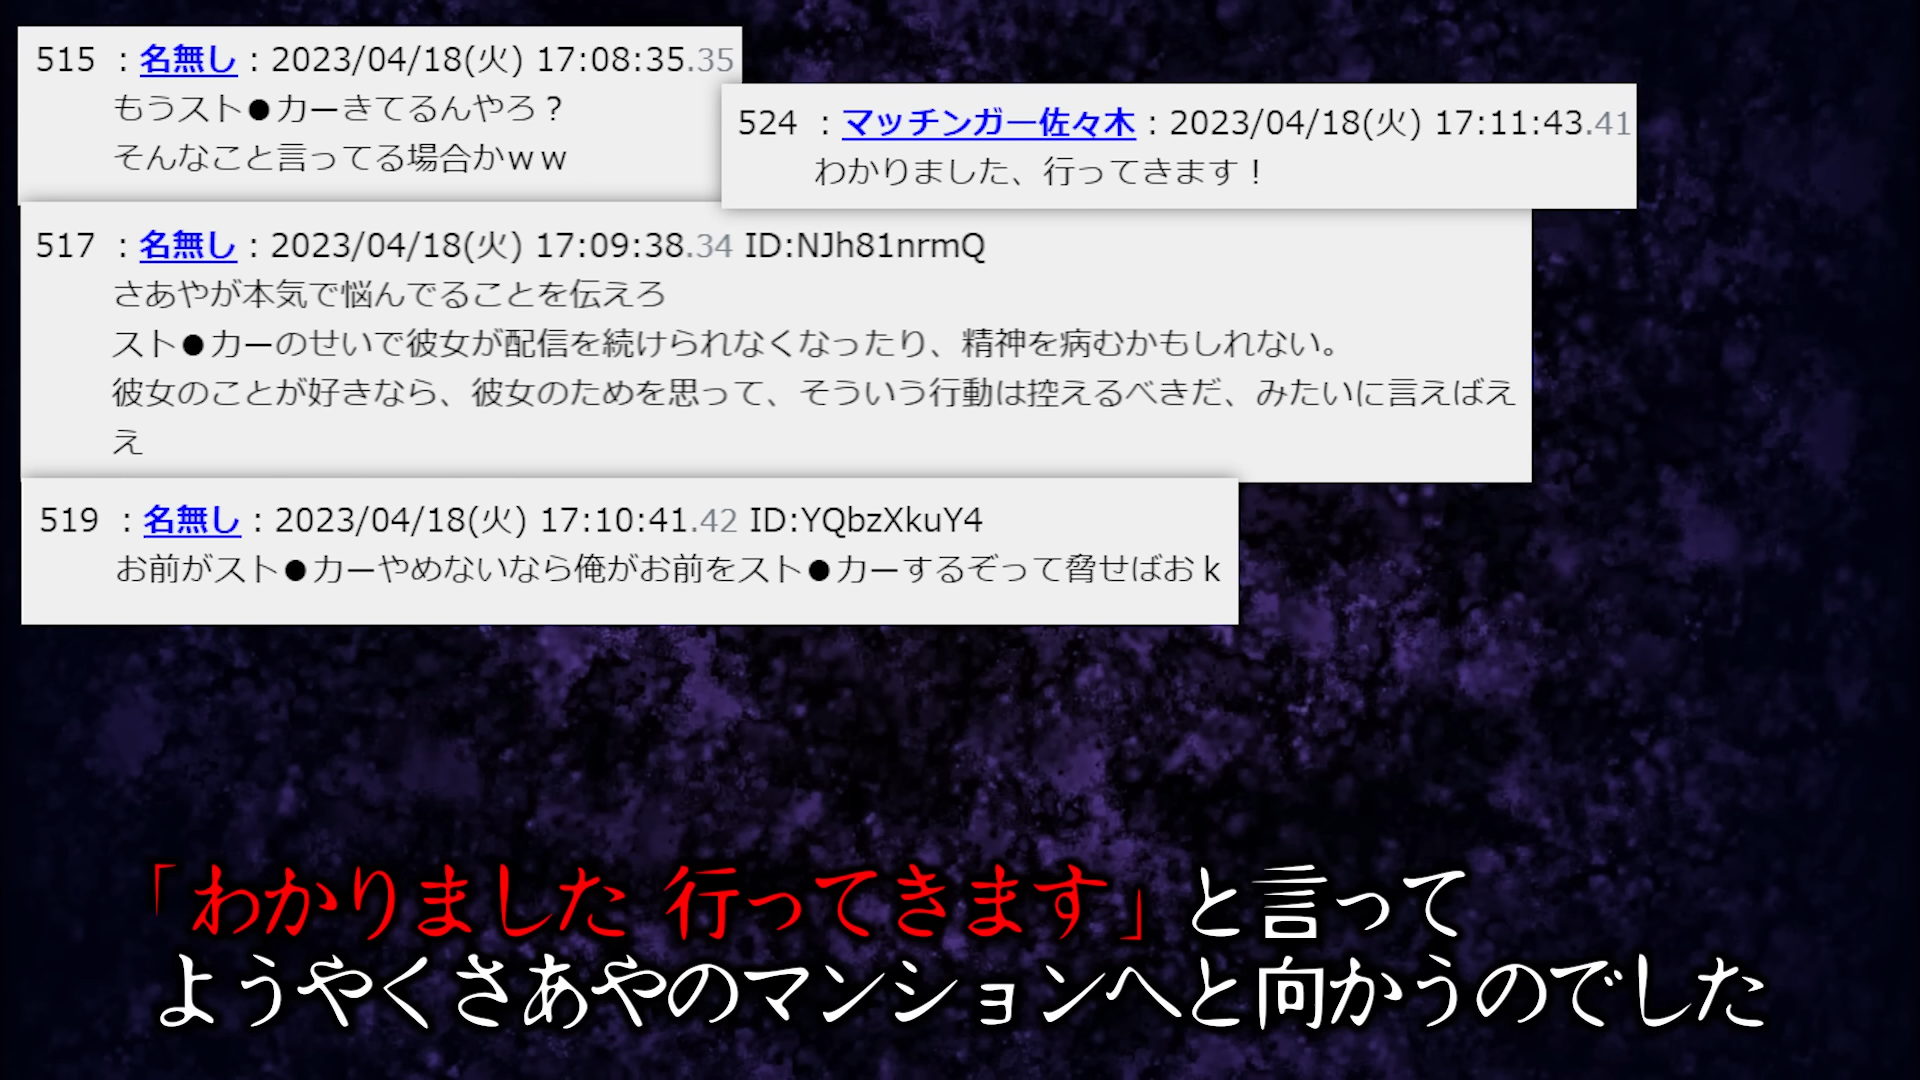 515 ：名無し：2023/04/18(火) 17:08:35.35
もうスト●カーきてるんやろ？
そんなこと言ってる場合かｗｗ
524 ：マッチンガー佐々木：2023/04/18(火) 17:11:43.41
わかりました、行ってきます！
517 ：名無し：2023/04/18(火) 17:09:38.34 ID:NJh81nrmQ
さあやが本気で悩んでることを伝えろ
スト●カーのせいで彼女が配信を続けられなくなったり、精神を病むかもしれない。
彼女のことが好きなら、彼女のためを思って、そういう行動は控えるべきだ、みたいに言えばえ
え
519 ：名無し：2023/04/18(火) 17:10:41.42 ID:YQbzXkuY4
お前がスト●カーやめないなら俺がお前をスト●カーするぞって脅せばおｋ
「わかりました 行ってきます」と言って
ようやくさあやのマンションへと向かうのでした